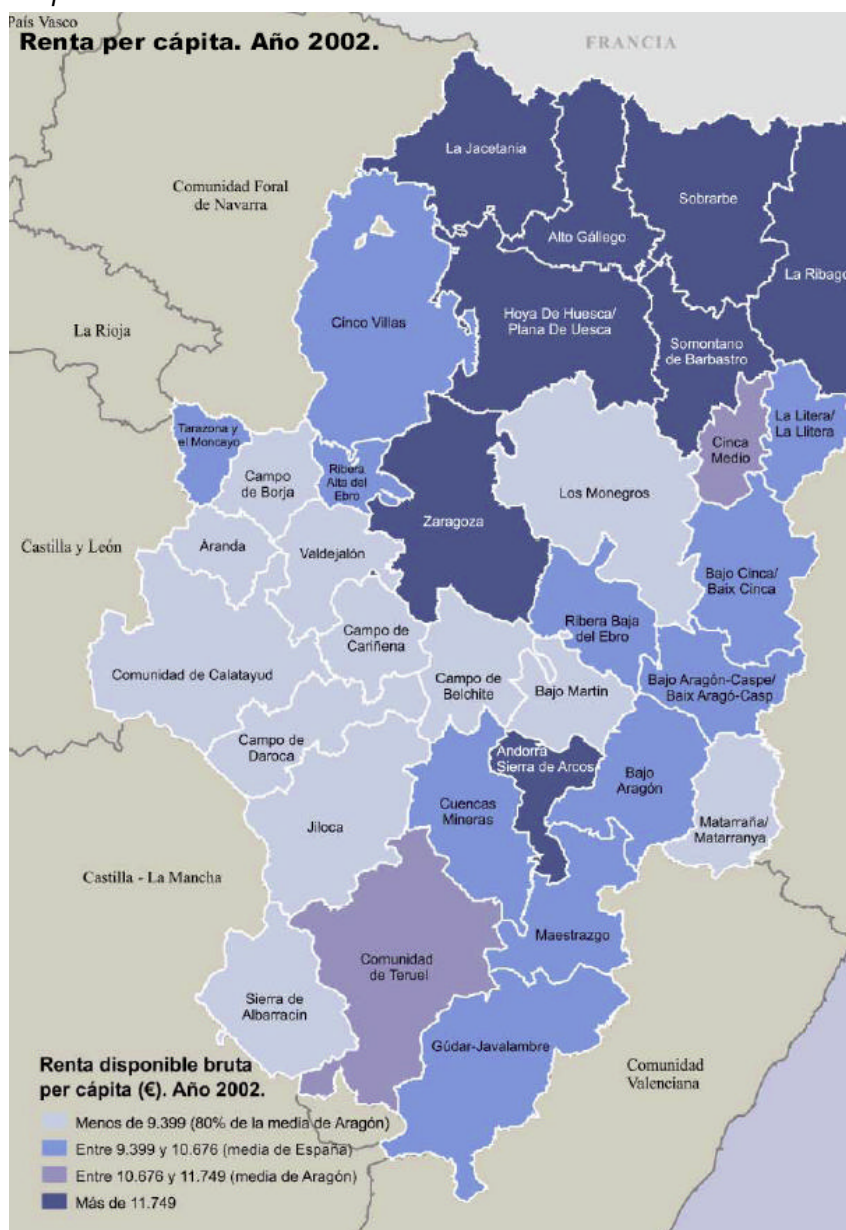 País Vasco
Renta per cápita. Año 2002.
FRANCIA
La Jacetania
Comunidad Foral
de Navarra
Sobrarbe
Alto Gállego
La Ribago
Hoya De Huesca/
Plana De Uesca
Cinco Villas
La Rioja
Somontano
de Barbastro
La Litera/
La Llitera
Tarazona y
el Moncayo
Cinca
Medio
Campo
de Borja
Ribera
Alta del
Ebro
Los Monegros
Zaragoza
Castilla y León
Aranda
Valdejalón
Bajo Cinca/
Baix Cinca
Campo de
Cariñena
Ribera Baja
del Ebro
Comunidad de Calatayud
Campo de
Belchite
Bajo Martín
Bajo Aragón-Caspe/
Baix Aragó-Casp
Campo de
Daroca
Andorra
Sierra de Arcos
Bajo
Aragón
Cuencas
Mineras
Jiloca
Matarraña/
Matarranya
Castilla - La Mancha
Maestrazgo
Comunidad
de Teruel
Sierra de
Albarracin
Gúdar-Javalambre
Comunidad
Valenciana
Renta disponible bruta
per cápita (€). Año 2002.
Menos de 9.399 (80% de la media de Aragón)
Entre 9.399 y 10.676 (media de España)
Entre 10.676 y 11.749 (media de Aragón)
Más de 11.749